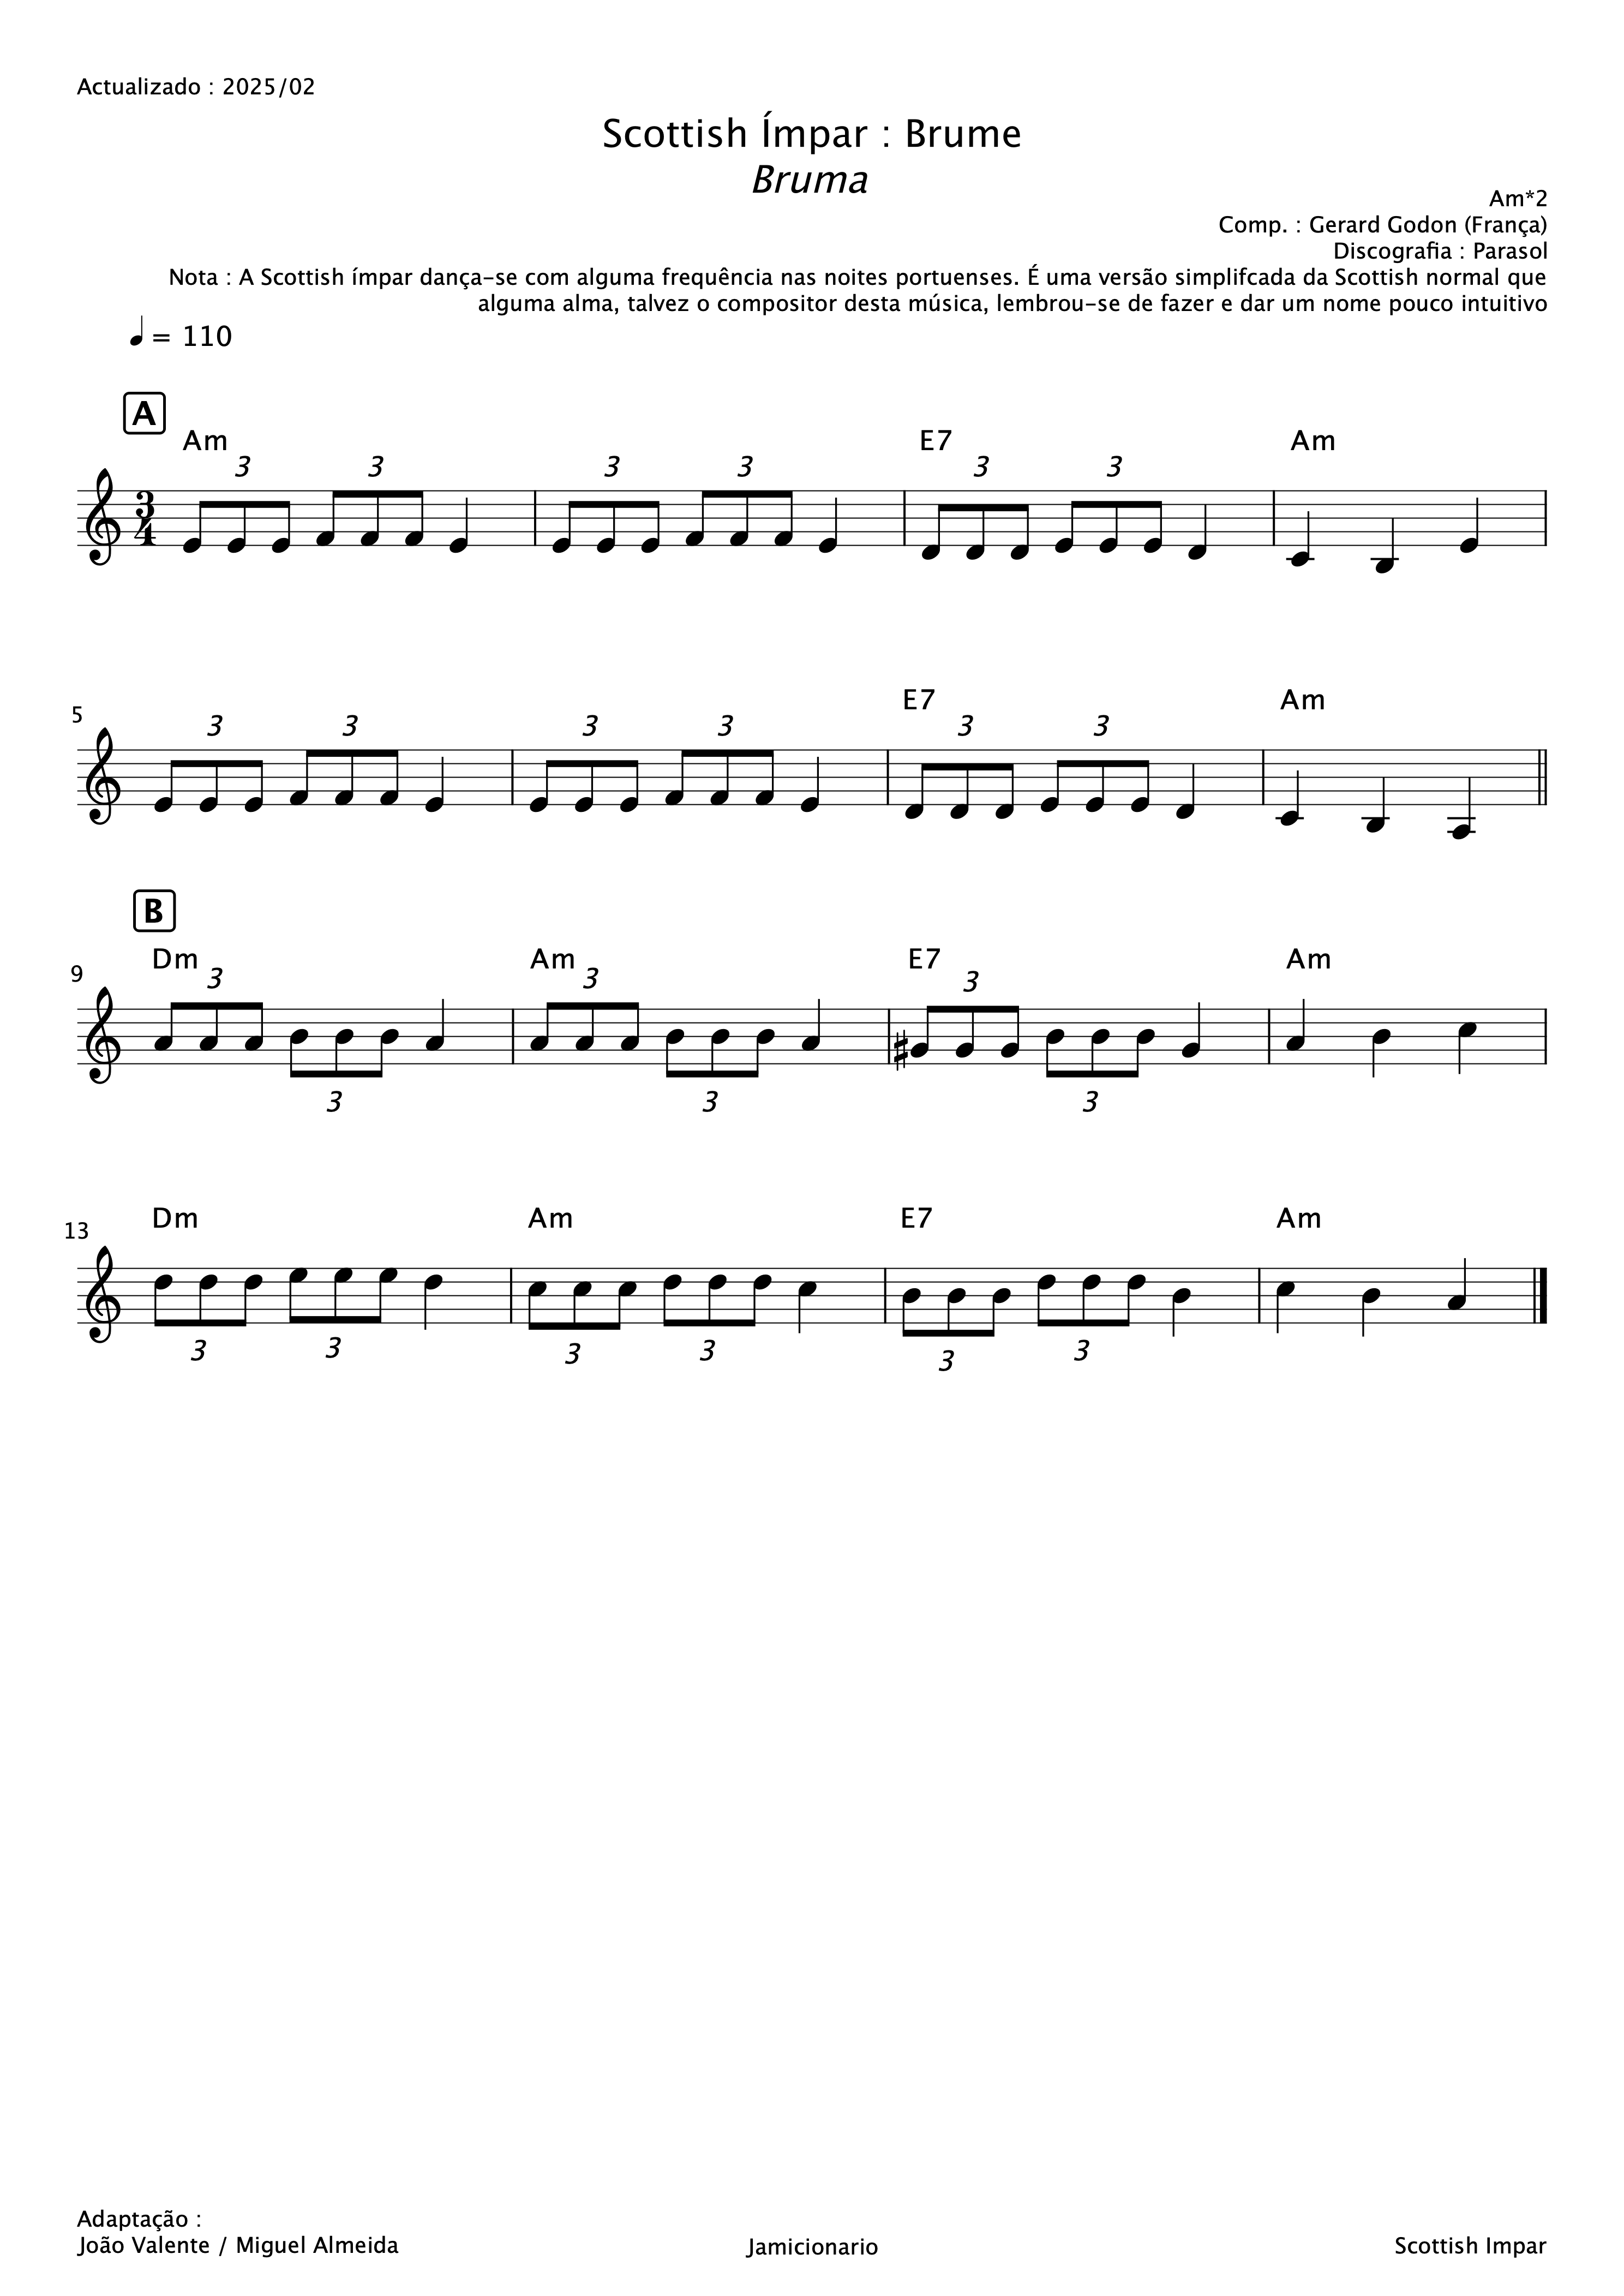 Actualizado : 2025/02
Scottish Ímpar : Brume
Bruma
Am*2
Comp. : Gerard Godon (França)
Discografia : Parasol
Nota : A Scottish ímpar dança-se com alguma frequência nas noites portuenses. É uma versão simplifcada da Scottish normal que
alguma alma, talvez o compositor desta música, lembrou-se de fazer e dar um nome pouco intuitivo
= 110
A
Am E7 Am
3 3 3 3 3 3
3
4
E7 Am
5 3 3 3 3 3 3
B
Dm Am E7 Am
9 3 3 3
3 3 3
Dm Am E7 Am
13
3 3 3 3 3 3
Adaptação :
João Valente / Miguel Almeida
Jamicionario
Scottish Impar